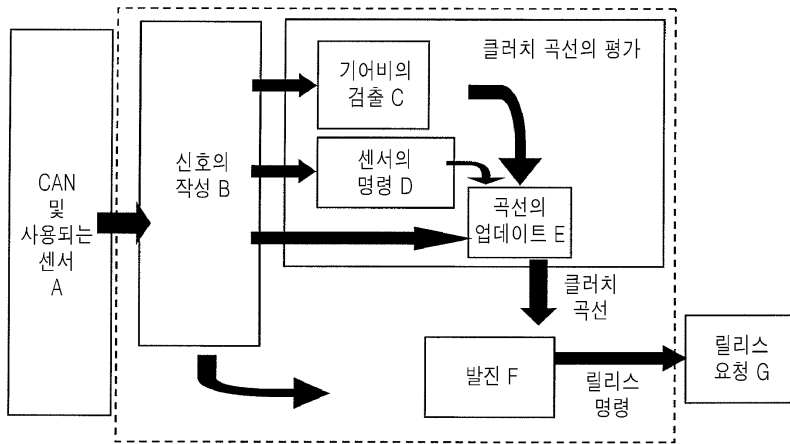 CAN
및
사용되는
센서
A
신호의
작성 B
클러치 곡선의 평가
기어비의
검출 C
센서의
명령 D
곡선의
업데이트 E
클러치
곡선
발진 F
릴리스
명령
릴리스
요청 G